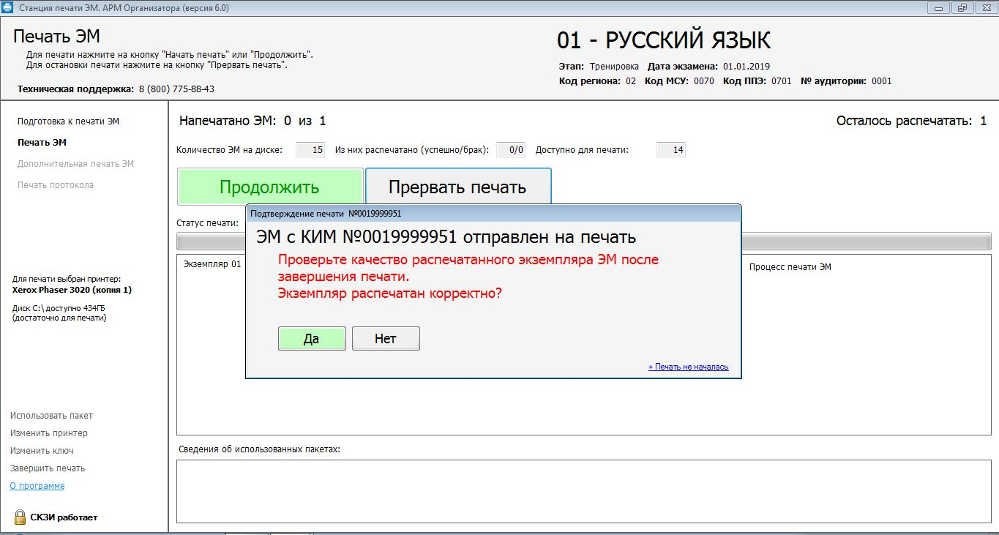 Станция печати ЭМ. АРМ Организатора (версия 6.0)
Печать ЭМ
Для печати нажмите на кнопку "Начать печать" или "Продолжить".
Для остановки печати нажмите на кнопку "Прервать печать".
Техническая поддержка: 8 (800) 775-88-43
01 - РУССКИЙ ЯЗЫК
Этап: Тренировка Дата экзамена: 01.01.2019
Код региона: 02 Код МСУ: 0070 Код ППЭ: 0701 № аудитории: 0001
Подготовка к печати ЭМ
Печать ЭМ
Дополнительная печать ЭМ
Печать протокола
Для печати выбран принтер:
Xerox Phaser 3020 (копия 1)
Диск C:\ доступно 434ГБ
(достаточно для печати)
Использовать пакет
Изменить принтер
Изменить ключ
Завершить печать
О программе
СКЗИ работает
Напечатано ЭМ: 0 из 1
Осталось распечатать: 1
Количество ЭМ на диске: 15 Из них распечатано (успешно/брак): 0/0 Доступно для печати: 14
Продолжить
Прервать печать
Статус печати:
Экземпляр 01
Процесс печати ЭМ
Подтверждение печати №0019999951
ЭМ с КИМ №0019999951 отправлен на печать
Проверьте качество распечатанного экземпляра ЭМ после
завершения печати.
Экземпляр распечатан корректно?
Да
Нет
+ Печать не началась
Сведения об использованных пакетах: